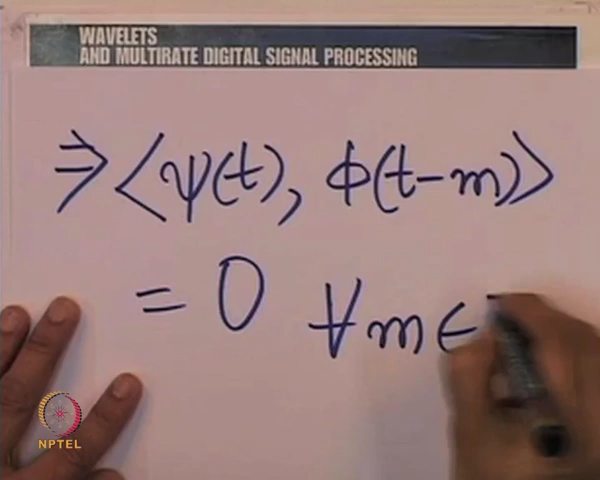 WAVELETS
AND MULTIRATE DIGITAL SIGNAL PROCESSING
⇒ ⟨ψ(t), ϕ(t−m)⟩
= 0 ∀ m ∈
NPTEL